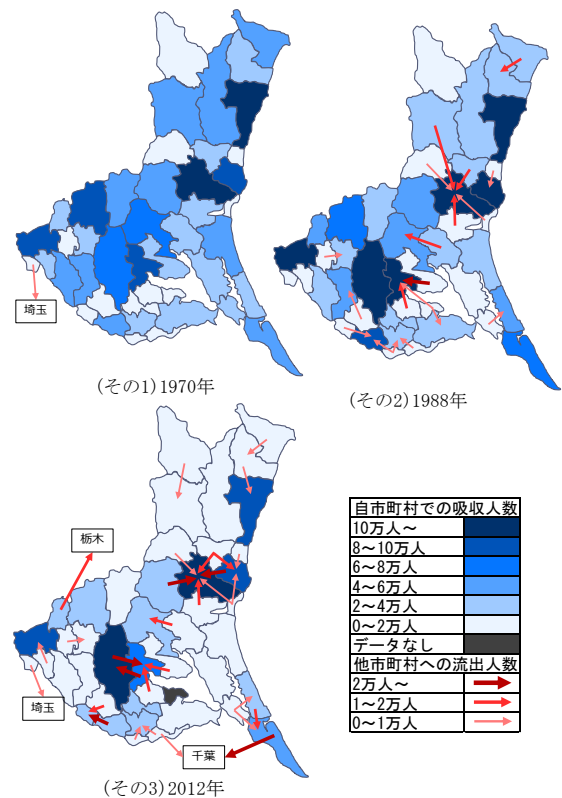 埼玉
(その1)1970年
(その2)1988年
栃木
埼玉
千葉
(その3)2012年
自市町村での吸収人数
10万人～
8～10万人
6～8万人
4～6万人
2～4万人
0～2万人
データなし
他市町村への流出人数
2万人～
1～2万人
0～1万人